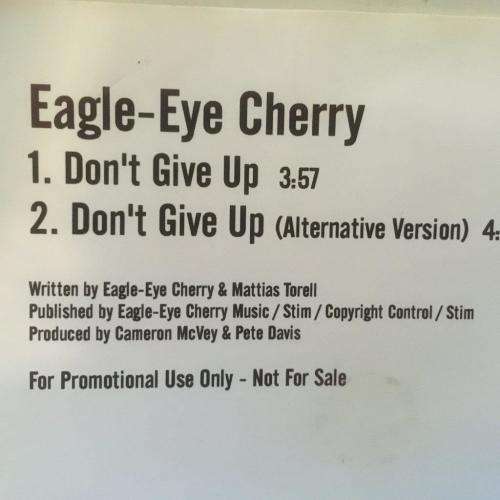 Eagle-Eye Cherry
1. Don't Give Up 3:57
2. Don't Give Up (Alternative Version) 4:
Written by Eagle-Eye Cherry & Mattias Torell
Published by Eagle-Eye Cherry Music / Stim / Copyright Control / Stim
Produced by Cameron McVey & Pete Davis
For Promotional Use Only - Not For Sale